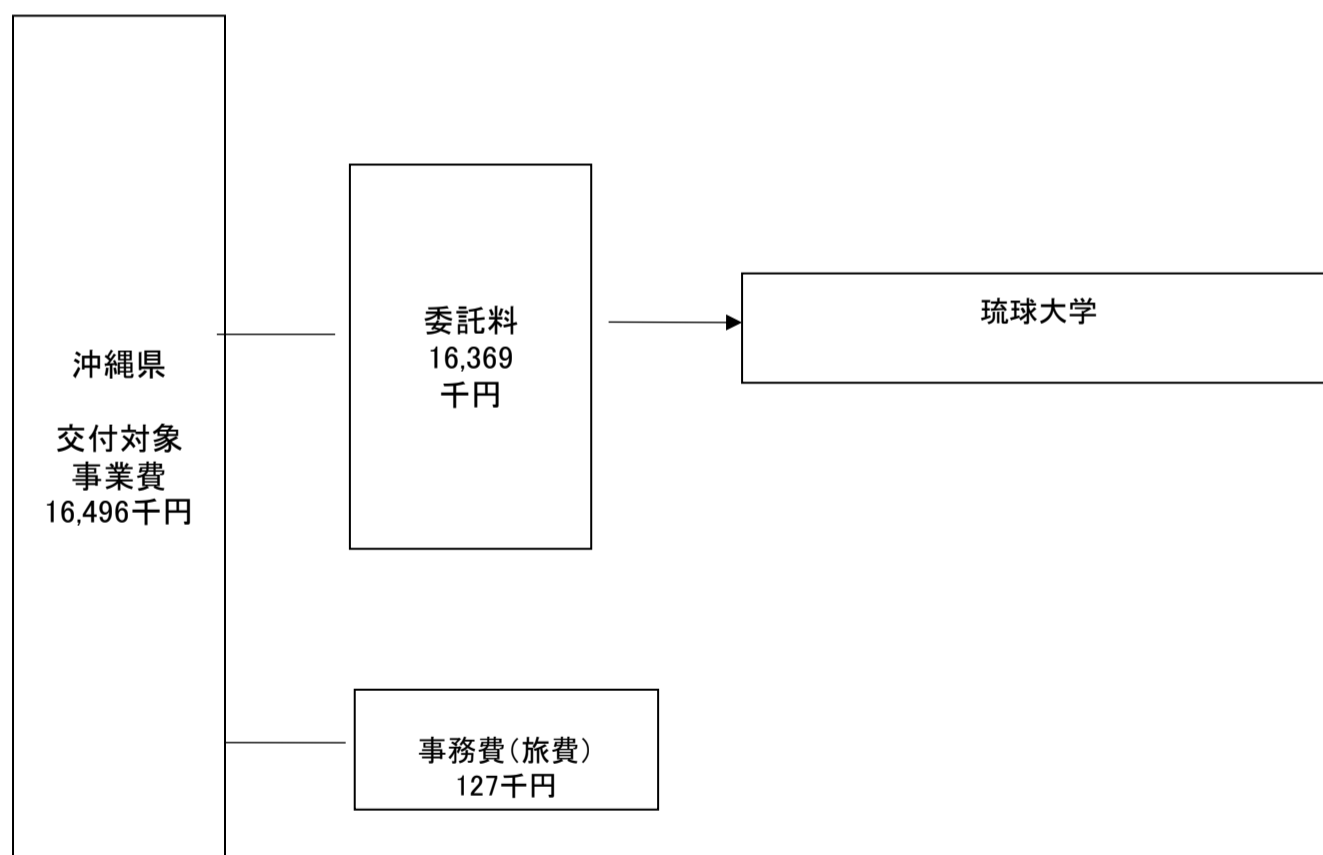 沖縄県
交付対象
事業費
16,496千円
委託料
16,369
千円
琉球大学
事務費(旅費)
127千円